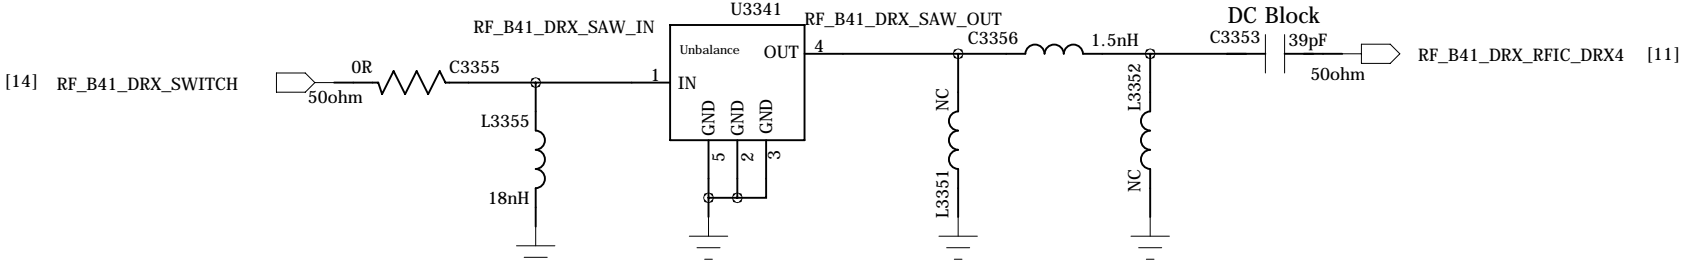 U3341
DC Block
RF_B41_DRX_SAW_IN
RF_B41_DRX_SAW_OUT
C3356
1.5nH
C3353
39pF
Unbalance
OUT
4
RF_B41_DRX_RFIC_DRX4
[11]
0R
C3355
50ohm
[14]
RF_B41_DRX_SWITCH
50ohm
1
IN
L3355
18nH
GND
GND
GND
5
2
3
NC
L3351
L3352
NC